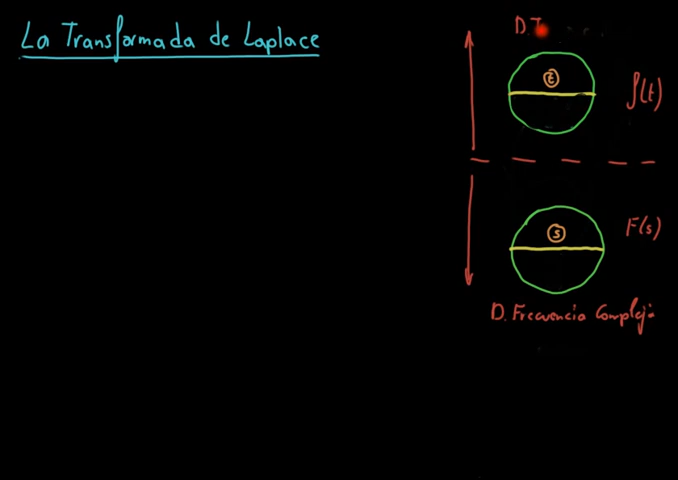 La Transformada de Laplace
D.T
t
f(t)
s
F(s)
D. Frecuencia Compleja